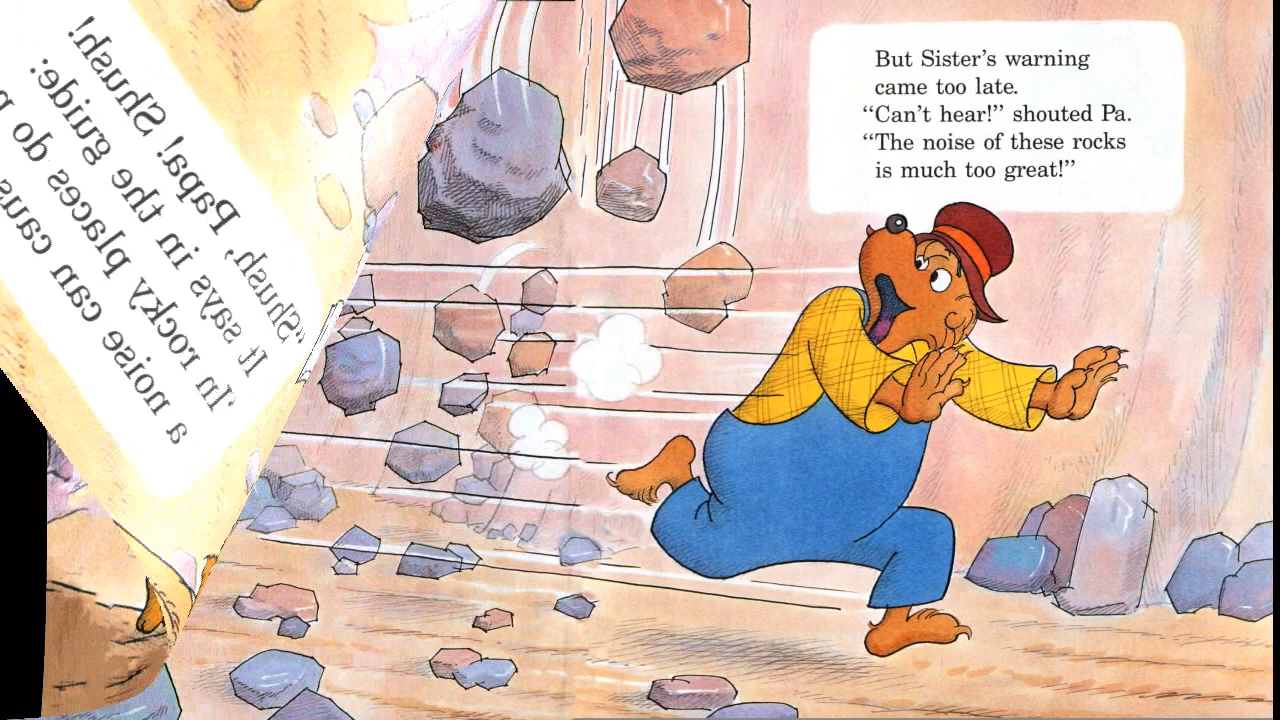 "Shush, Papa! Shush!
It says in the guide:
'In rocky places do
a noise can caus
But Sister's warning
came too late.
"Can't hear!" shouted Pa.
"The noise of these rocks
is much too great!"